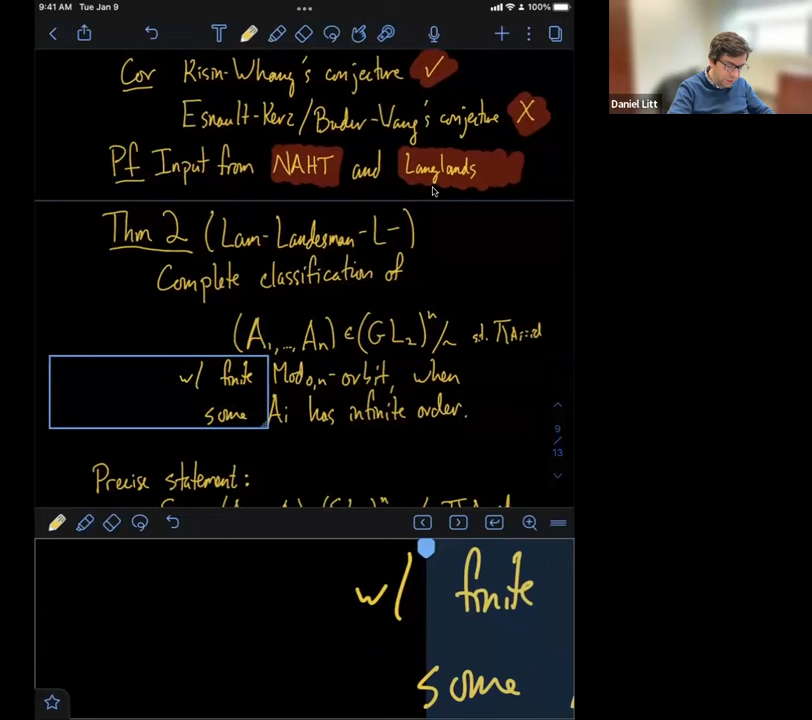 9:41 AM Tue Jan 9
100%
Daniel Litt
Cor Kisin-Whang's conjecture ✓
Esnault-Kerz/Budur-Wang's conjecture X
Pf Input from NAHT and Langlands
Thm 2 (Lam-Landesman-L-)
Complete classification of
(A₁,..., Aₙ) ∈ (GL₂)ⁿ/~ s.t. ΠAᵢ=id
w/ finite Mod₀,ₙ-orbit, when
some Ai has infinite order.
9
13
Precise statement:
w/ finite
some